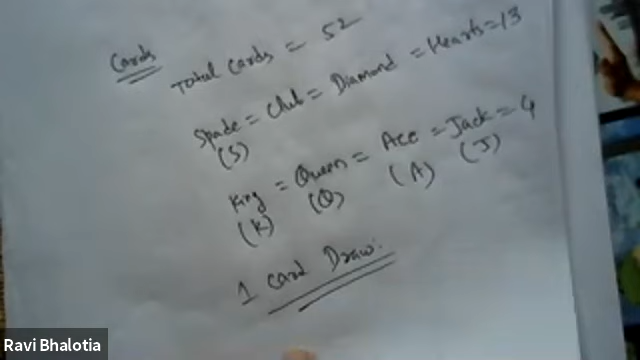 Cards
Total Cards = 52
Spade = Club = Diamond = Hearts = 13
(S)
King = Queen = Ace = Jack = 4
(K) (Q) (A) (J)
1 Card Draw:
Ravi Bhalotia